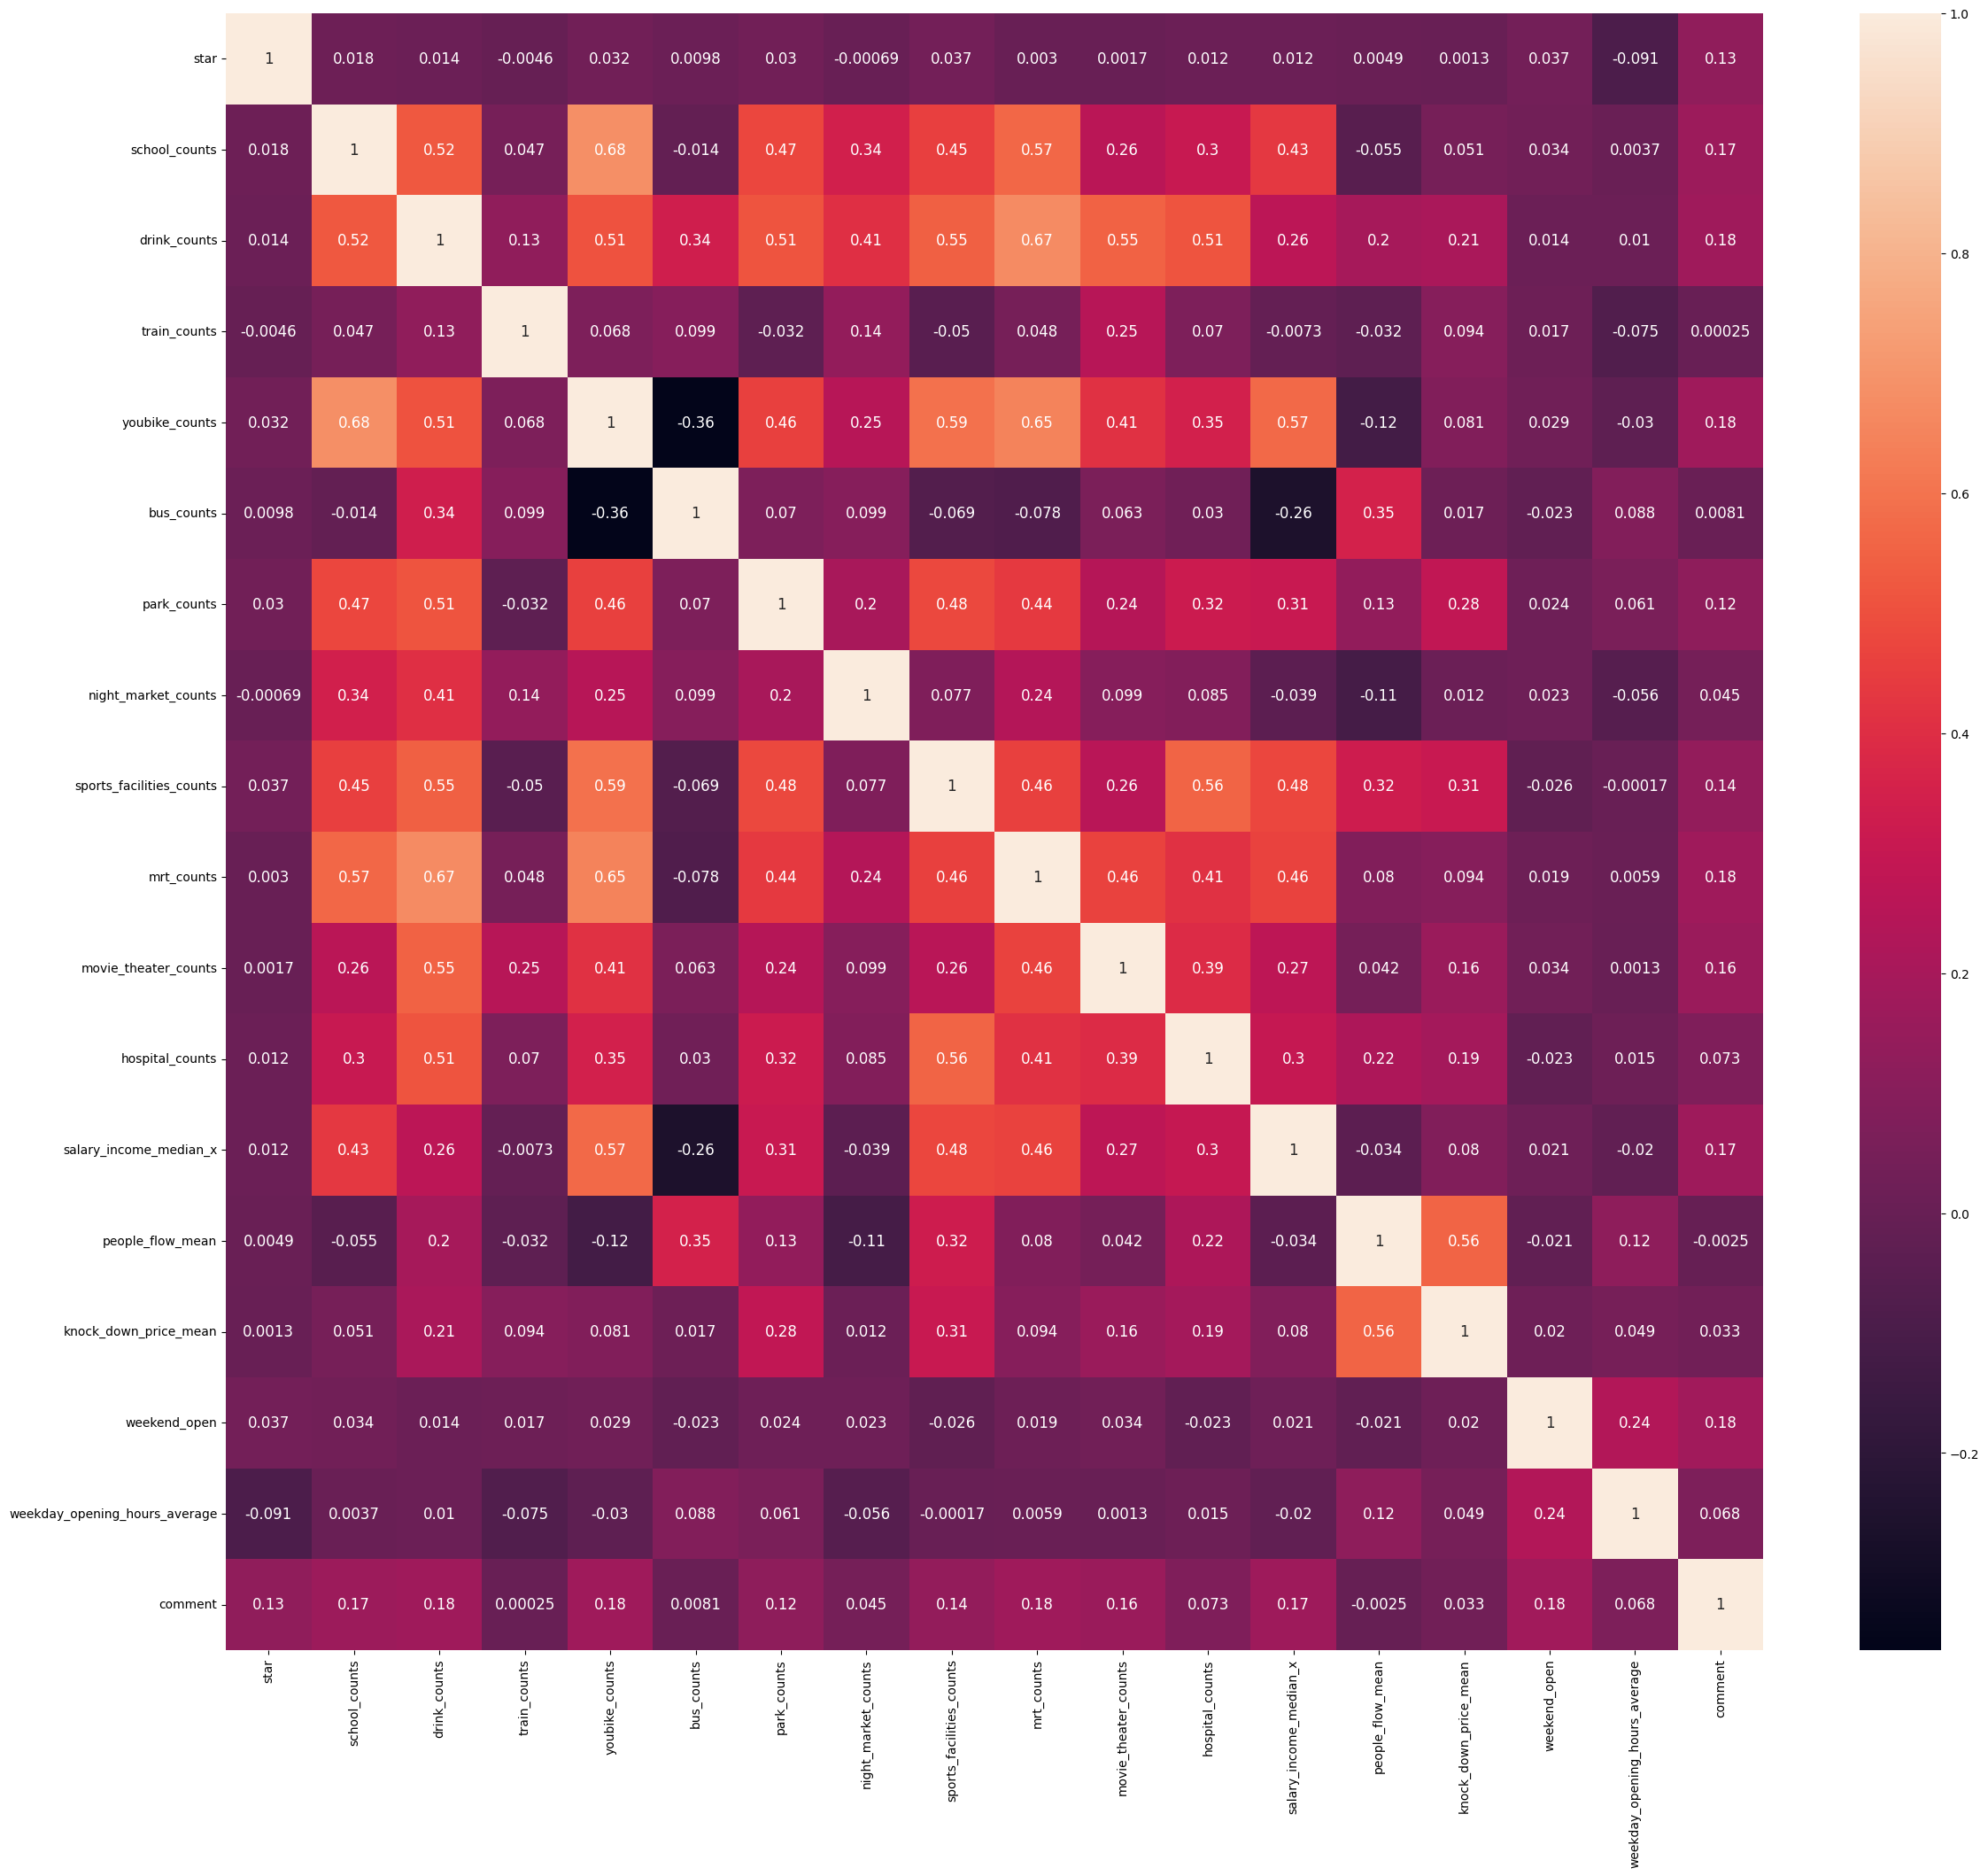 star 1 0.018 0.014 -0.0046 0.032 0.0098 0.03 -0.00069 0.037 0.003 0.0017 0.012 0.012 0.0049 0.0013 0.037 -0.091 0.13
school_counts 0.018 1 0.52 0.047 0.68 -0.014 0.47 0.34 0.45 0.57 0.26 0.3 0.43 -0.055 0.051 0.034 0.0037 0.17
drink_counts 0.014 0.52 1 0.13 0.51 0.34 0.51 0.41 0.55 0.67 0.55 0.51 0.26 0.2 0.21 0.014 0.01 0.18
train_counts -0.0046 0.047 0.13 1 0.068 0.099 -0.032 0.14 -0.05 0.048 0.25 0.07 -0.0073 -0.032 0.094 0.017 -0.075 0.00025
youbike_counts 0.032 0.68 0.51 0.068 1 -0.36 0.46 0.25 0.59 0.65 0.41 0.35 0.57 -0.12 0.081 0.029 -0.03 0.18
bus_counts 0.0098 -0.014 0.34 0.099 -0.36 1 0.07 0.099 -0.069 -0.078 0.063 0.03 -0.26 0.35 0.017 -0.023 0.088 0.0081
park_counts 0.03 0.47 0.51 -0.032 0.46 0.07 1 0.2 0.48 0.44 0.24 0.32 0.31 0.13 0.28 0.024 0.061 0.12
night_market_counts -0.00069 0.34 0.41 0.14 0.25 0.099 0.2 1 0.077 0.24 0.099 0.085 -0.039 -0.11 0.012 0.023 -0.056 0.045
sports_facilities_counts 0.037 0.45 0.55 -0.05 0.59 -0.069 0.48 0.077 1 0.46 0.26 0.56 0.48 0.32 0.31 -0.026 -0.00017 0.14
mrt_counts 0.003 0.57 0.67 0.048 0.65 -0.078 0.44 0.24 0.46 1 0.46 0.41 0.46 0.08 0.094 0.019 0.0059 0.18
movie_theater_counts 0.0017 0.26 0.55 0.25 0.41 0.063 0.24 0.099 0.26 0.46 1 0.39 0.27 0.042 0.16 0.034 0.0013 0.16
hospital_counts 0.012 0.3 0.51 0.07 0.35 0.03 0.32 0.085 0.56 0.41 0.39 1 0.3 0.22 0.19 -0.023 0.015 0.073
salary_income_median_x 0.012 0.43 0.26 -0.0073 0.57 -0.26 0.31 -0.039 0.48 0.46 0.27 0.3 1 -0.034 0.08 0.021 -0.02 0.17
people_flow_mean 0.0049 -0.055 0.2 -0.032 -0.12 0.35 0.13 -0.11 0.32 0.08 0.042 0.22 -0.034 1 0.56 -0.021 0.12 -0.0025
knock_down_price_mean 0.0013 0.051 0.21 0.094 0.081 0.017 0.28 0.012 0.31 0.094 0.16 0.19 0.08 0.56 1 0.02 0.049 0.033
weekend_open 0.037 0.034 0.014 0.017 0.029 -0.023 0.024 0.023 -0.026 0.019 0.034 -0.023 0.021 -0.021 0.02 1 0.24 0.18
weekday_opening_hours_average -0.091 0.0037 0.01 -0.075 -0.03 0.088 0.061 -0.056 -0.00017 0.0059 0.0013 0.015 -0.02 0.12 0.049 0.24 1 0.068
comment 0.13 0.17 0.18 0.00025 0.18 0.0081 0.12 0.045 0.14 0.18 0.16 0.073 0.17 -0.0025 0.033 0.18 0.068 1
star
school_counts
drink_counts
train_counts
youbike_counts
bus_counts
park_counts
night_market_counts
sports_facilities_counts
mrt_counts
movie_theater_counts
hospital_counts
salary_income_median_x
people_flow_mean
knock_down_price_mean
weekend_open
weekday_opening_hours_average
comment
1.0
0.8
0.6
0.4
0.2
0.0
−0.2